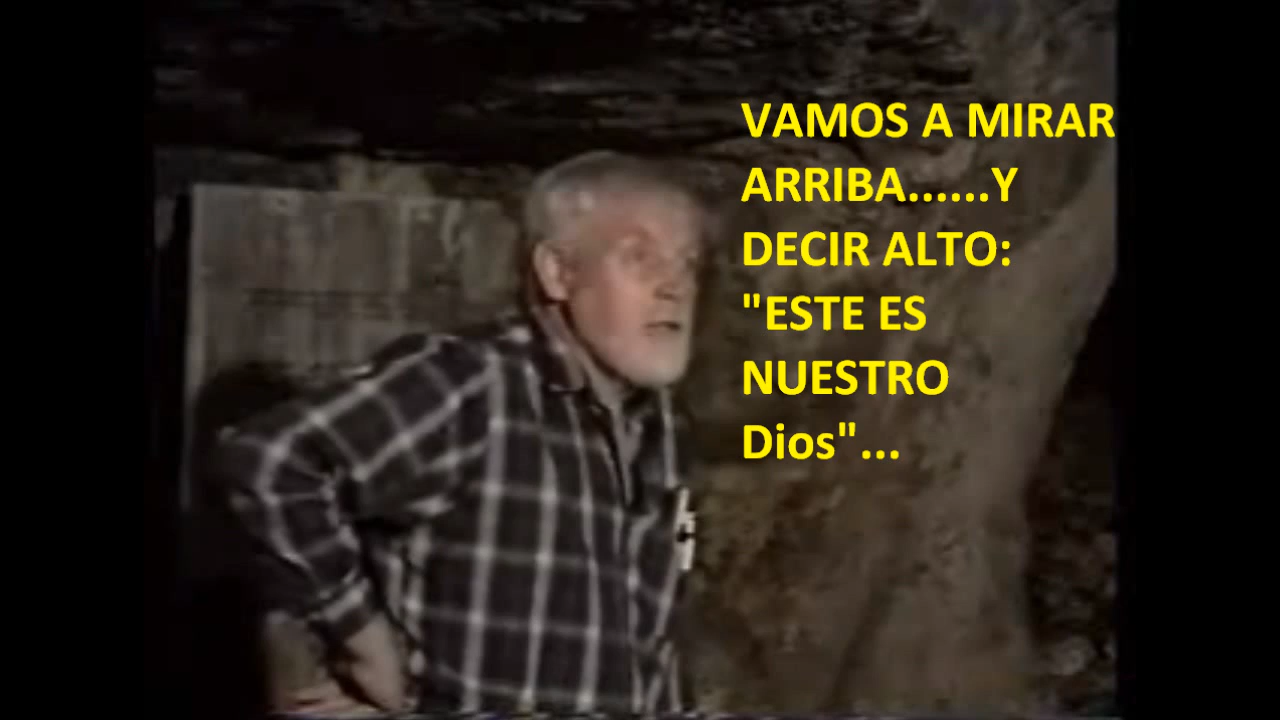 VAMOS A MIRAR
ARRIBA......Y
DECIR ALTO:
"ESTE ES
NUESTRO
Dios"...